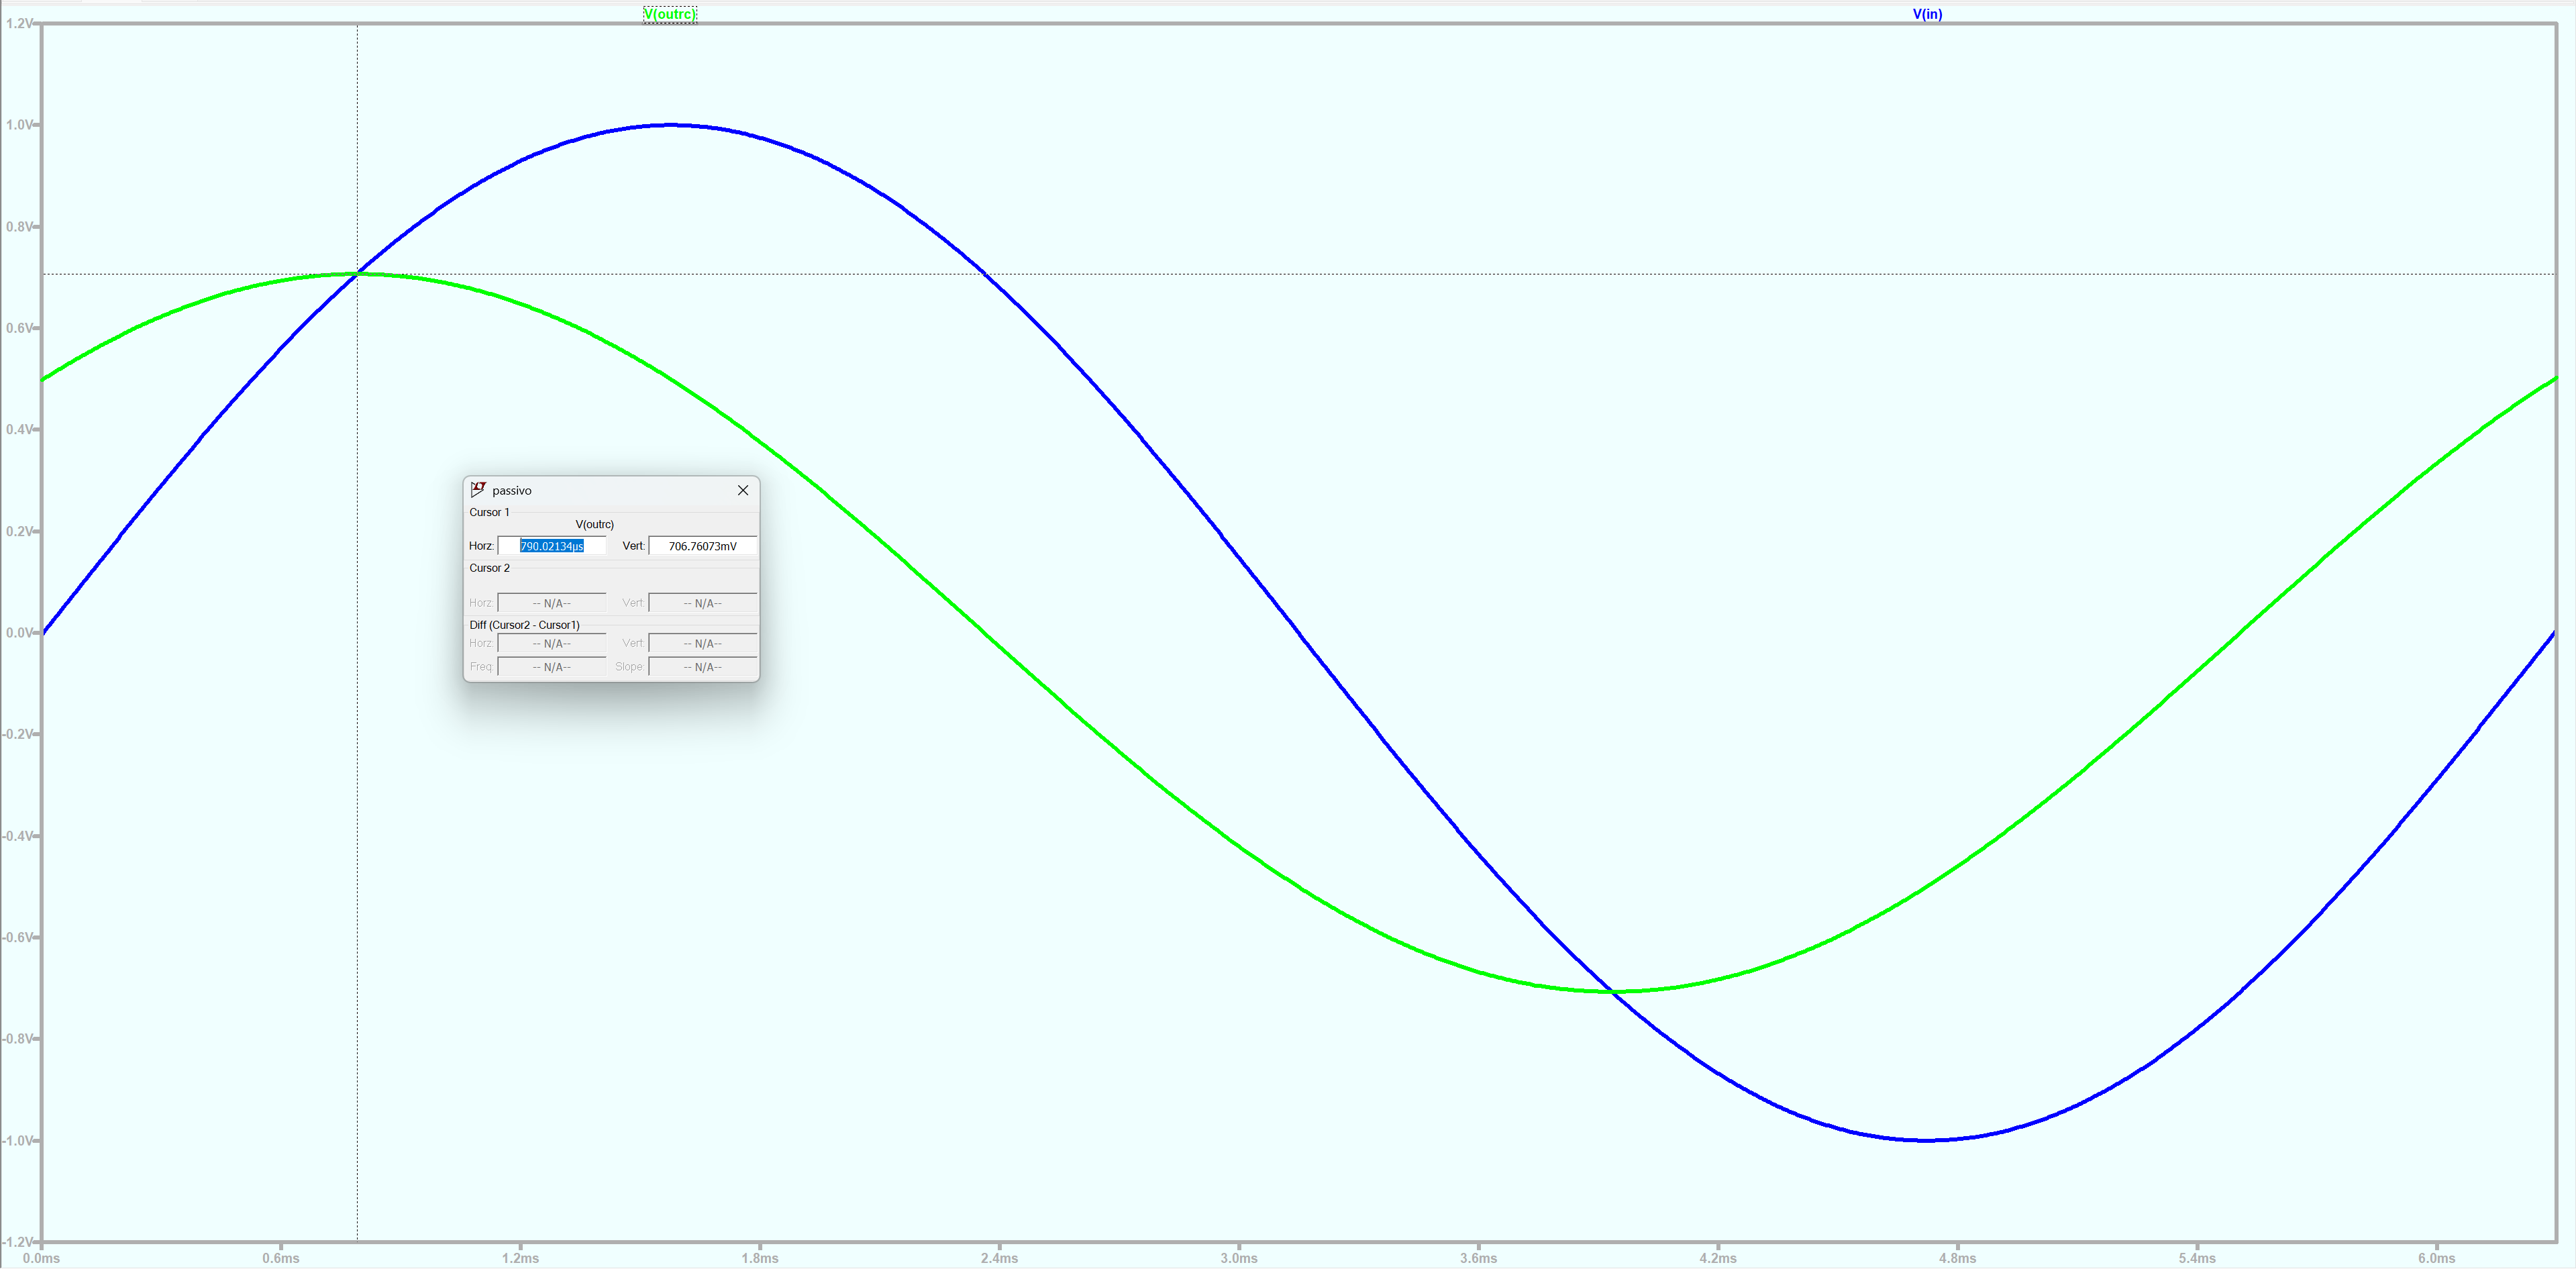 V(outrc) V(in)
1.2V
1.0V
0.8V
0.6V
0.4V
0.2V
0.0V
-0.2V
-0.4V
-0.6V
-0.8V
-1.0V
-1.2V
passivo
Cursor 1
V(outrc)
Horz: 790.02134µs Vert: 706.76073mV
Cursor 2
Horz: -- N/A-- Vert: -- N/A--
Diff (Cursor2 - Cursor1)
Horz: -- N/A-- Vert: -- N/A--
Freq: -- N/A-- Slope: -- N/A--
0.0ms 0.6ms 1.2ms 1.8ms 2.4ms 3.0ms 3.6ms 4.2ms 4.8ms 5.4ms 6.0ms